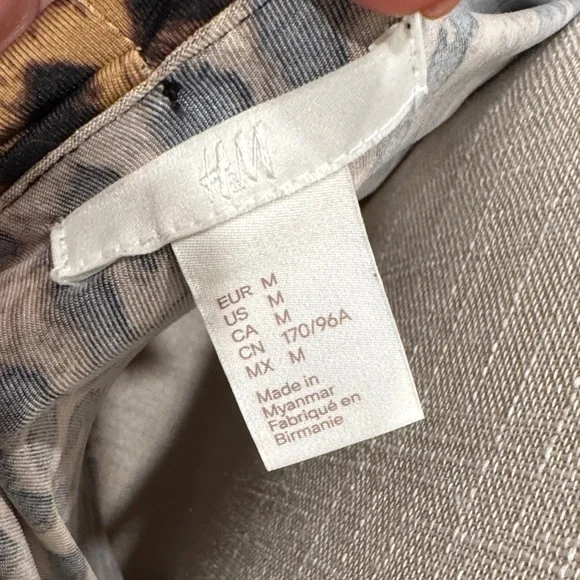 H&M
EUR M
US M
CA M
CN 170/96A
MX M
Made in
Myanmar
Fabriqué en
Birmanie